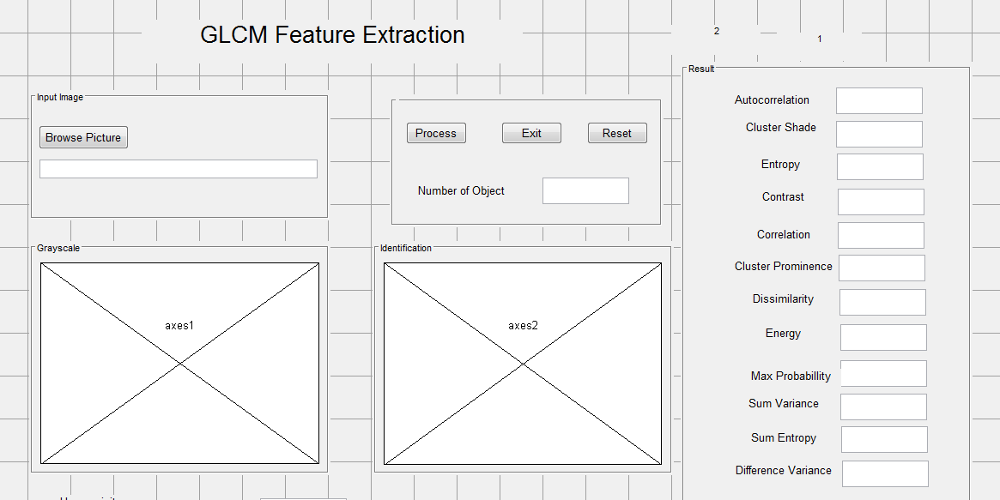 GLCM Feature Extraction
2
1
Input Image
Browse Picture
Process
Exit
Reset
Number of Object
Grayscale
axes1
Identification
axes2
Result
Autocorrelation
Cluster Shade
Entropy
Contrast
Correlation
Cluster Prominence
Dissimilarity
Energy
Max Probabillity
Sum Variance
Sum Entropy
Difference Variance